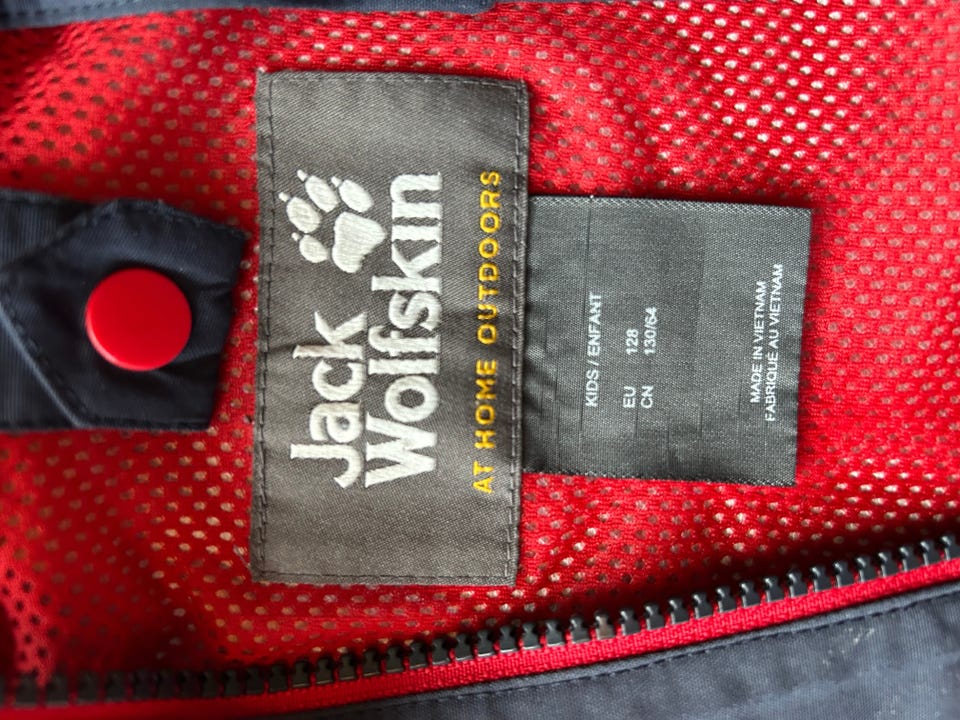 Jack
Wolfskin
AT HOME OUTDOORS
KIDS / ENFANT
EU 128
CN 130/64
MADE IN VIETNAM
FABRIQUÉ AU VIETNAM